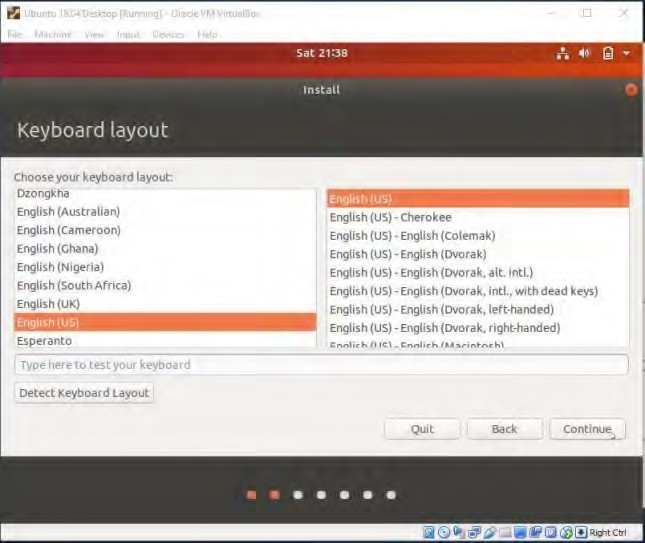 Ubuntu 18.04 Desktop [Running] - Oracle VM VirtualBox
File Machine View Input Devices Help
Sat 21:38
Install
Keyboard layout
Choose your keyboard layout:
Dzongkha
English (Australian)
English (Cameroon)
English (Ghana)
English (Nigeria)
English (South Africa)
English (UK)
English (US)
Esperanto
English (US)
English (US) - Cherokee
English (US) - English (Colemak)
English (US) - English (Dvorak)
English (US) - English (Dvorak, alt. intl.)
English (US) - English (Dvorak, intl., with dead keys)
English (US) - English (Dvorak, left-handed)
English (US) - English (Dvorak, right-handed)
English (US) - English (Macintosh)
Type here to test your keyboard
Detect Keyboard Layout
Quit Back Continue
Right Ctrl